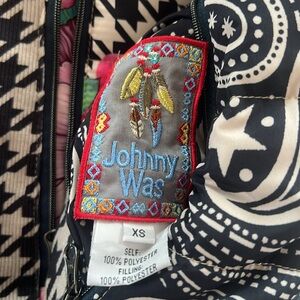 Johnny
Was
XS
SELF
100% POLYESTER
FILLING
100% POLYESTER